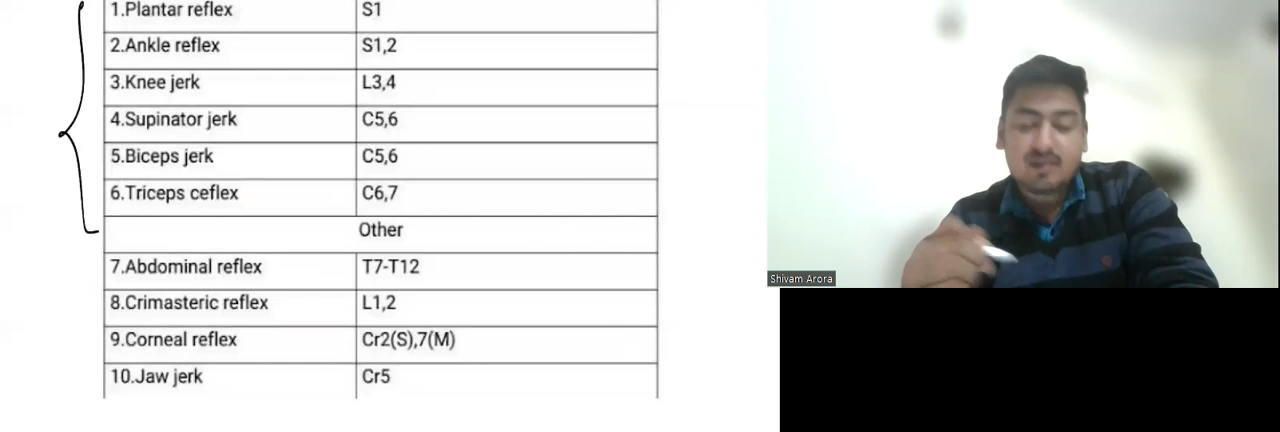 1.Plantar reflex S1
2.Ankle reflex S1,2
3.Knee jerk L3,4
4.Supinator jerk C5,6
5.Biceps jerk C5,6
6.Triceps ceflex C6,7
Other
7.Abdominal reflex T7-T12
8.Crimasteric reflex L1,2
9.Corneal reflex Cr2(S),7(M)
10.Jaw jerk Cr5
Shivam Arora